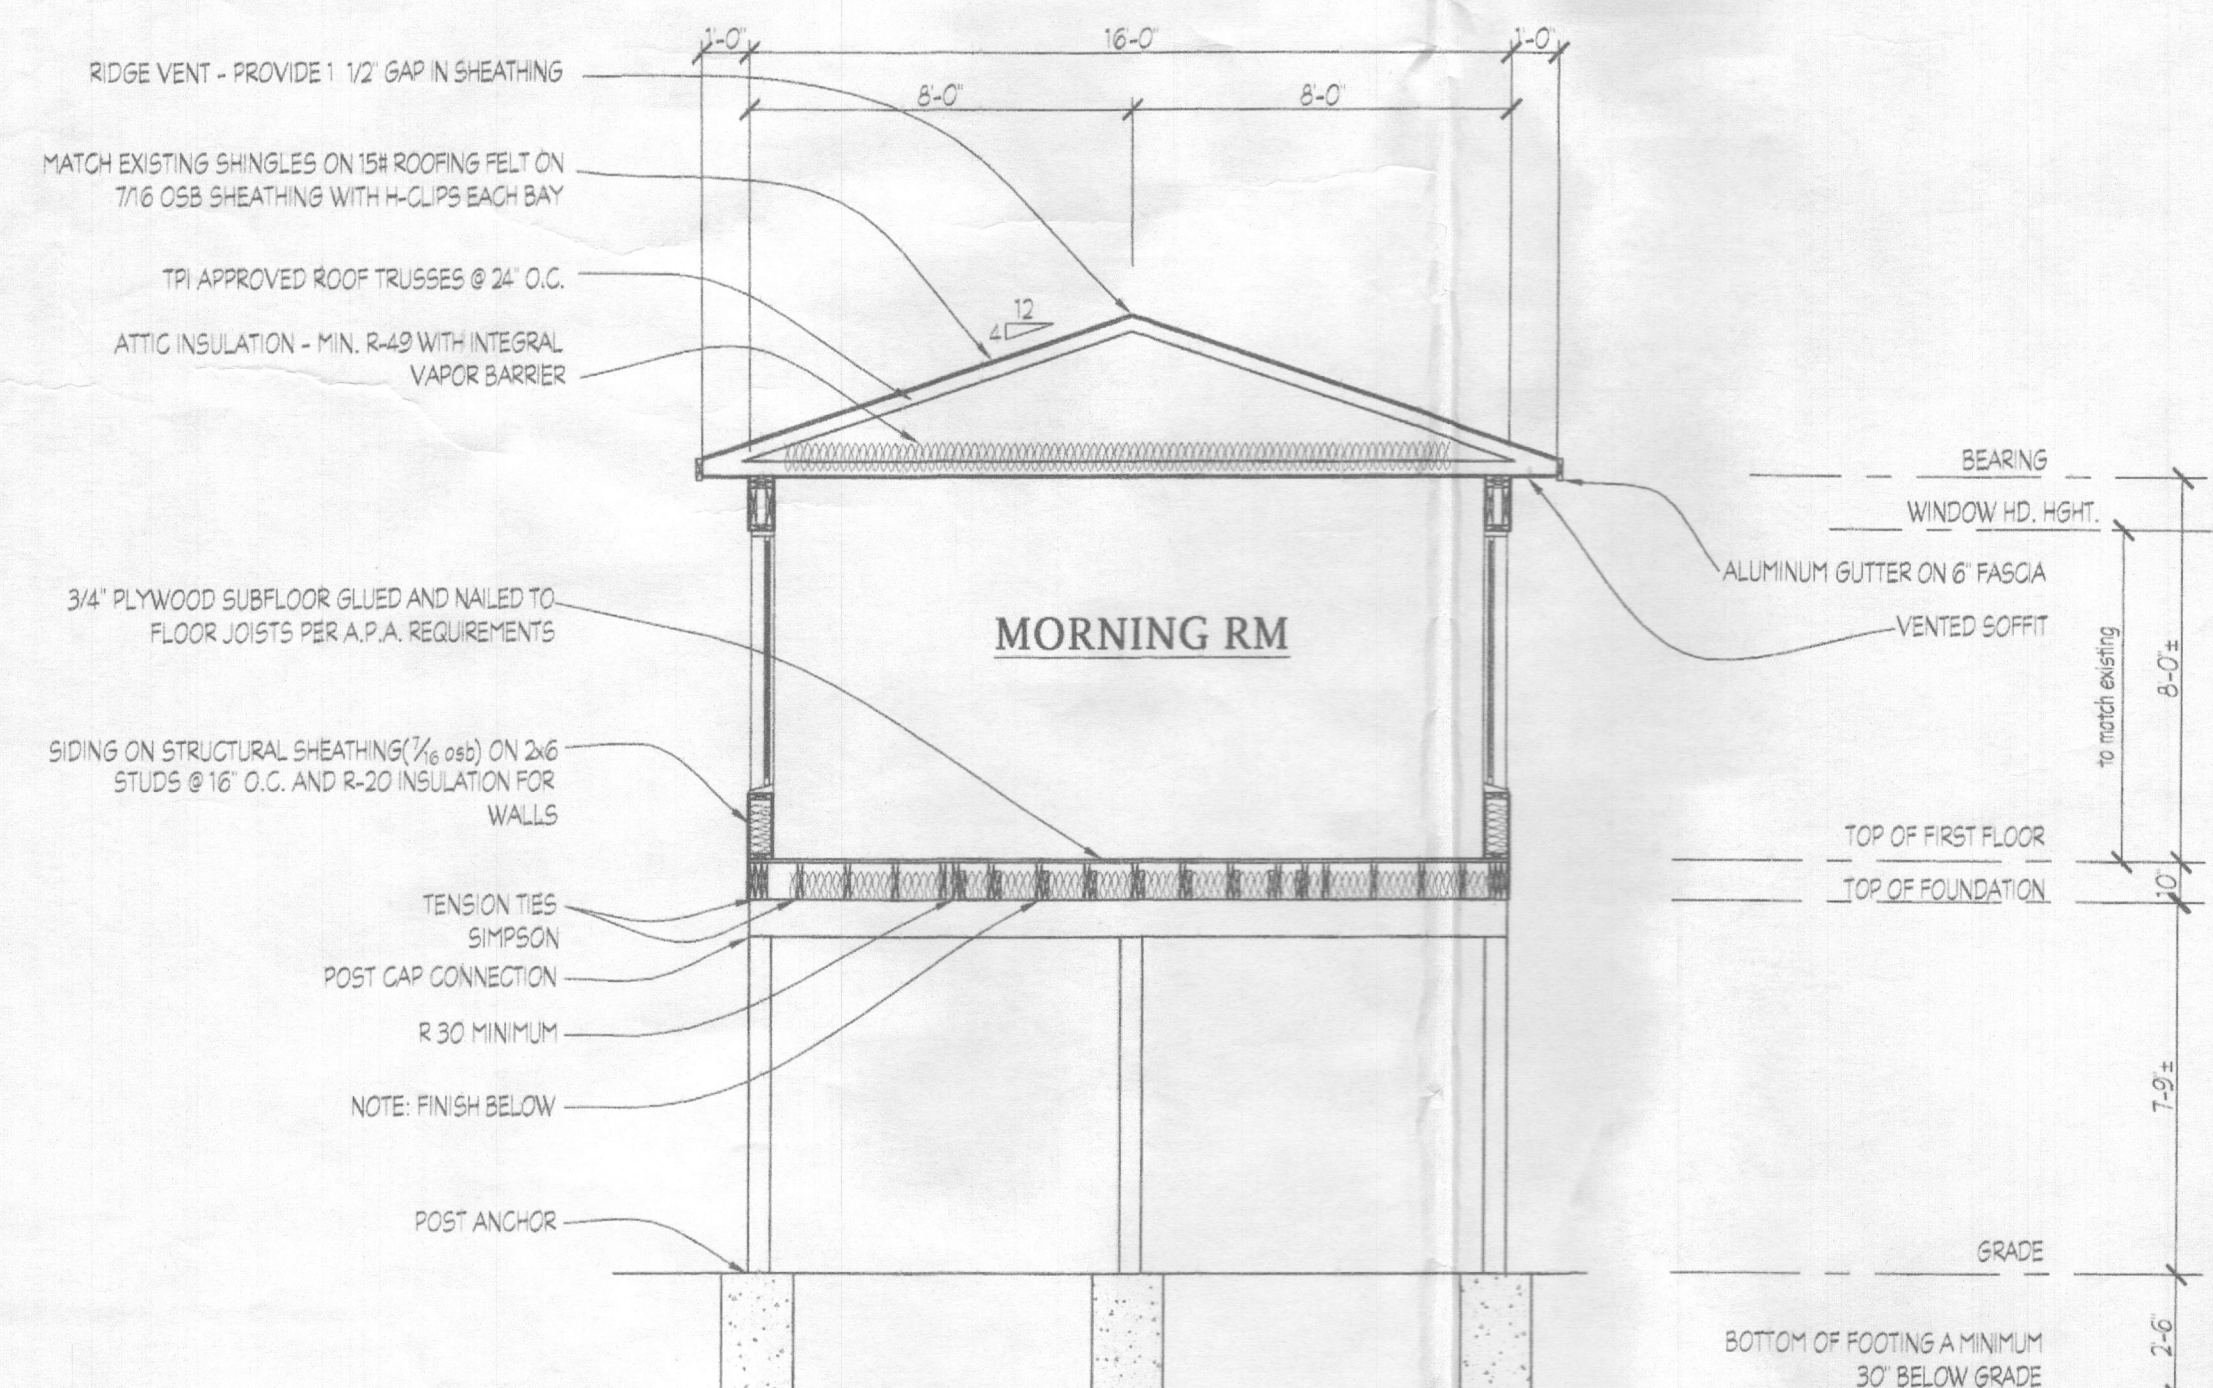 1'-0"
16'-0"
1'-0"
8'-0"
8'-0"
RIDGE VENT - PROVIDE 1 1/2" GAP IN SHEATHING
MATCH EXISTING SHINGLES ON 15# ROOFING FELT ON
7/16 OSB SHEATHING WITH H-CLIPS EACH BAY
TPI APPROVED ROOF TRUSSES @ 24" O.C.
12
4
ATTIC INSULATION - MIN. R-49 WITH INTEGRAL
VAPOR BARRIER
3/4" PLYWOOD SUBFLOOR GLUED AND NAILED TO
FLOOR JOISTS PER A.P.A. REQUIREMENTS
MORNING RM
SIDING ON STRUCTURAL SHEATHING(7/16 osb) ON 2x6
STUDS @ 16" O.C. AND R-20 INSULATION FOR
WALLS
TENSION TIES
SIMPSON
POST CAP CONNECTION
R 30 MINIMUM
NOTE: FINISH BELOW
POST ANCHOR
BEARING
WINDOW HD. HGHT.
ALUMINUM GUTTER ON 6" FASCIA
VENTED SOFFIT
to match existing
8'-0"±
TOP OF FIRST FLOOR
TOP OF FOUNDATION
10"
7'-9"±
GRADE
BOTTOM OF FOOTING A MINIMUM
30" BELOW GRADE
2'-6"